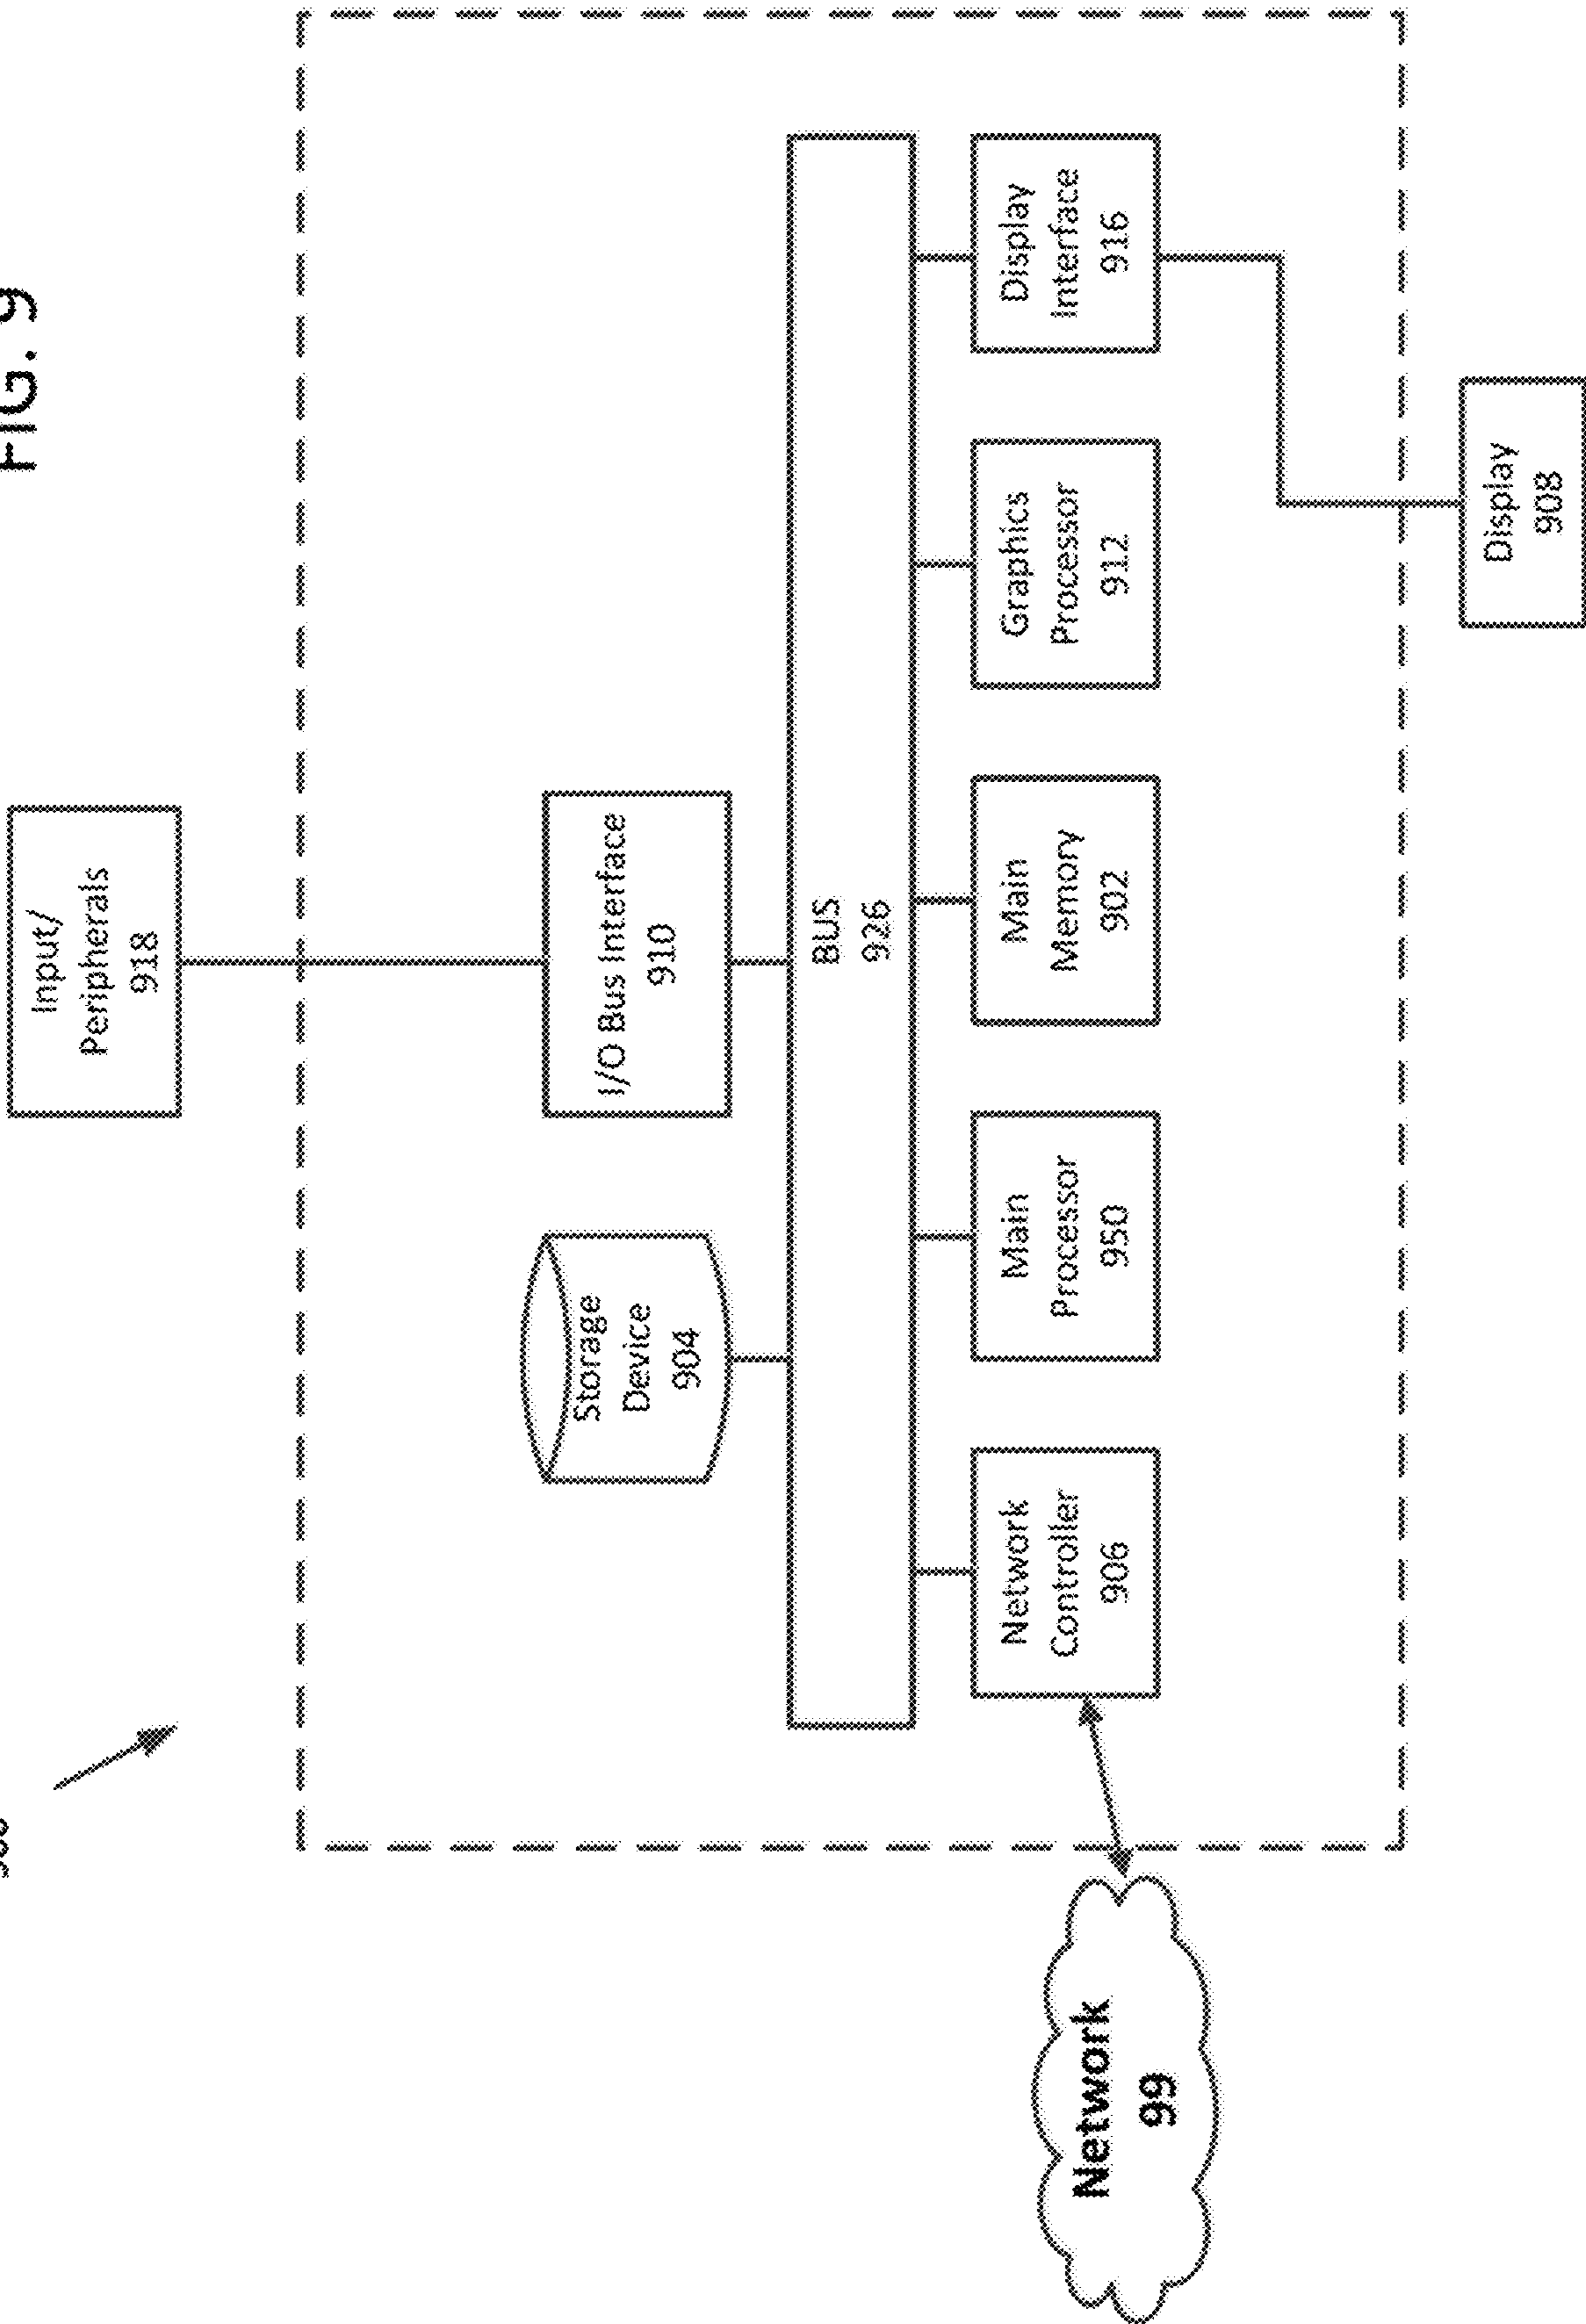 FIG. 9
Input/
Peripherals
918
I/O Bus Interface
910
Storage
Device
904
BUS
926
Network
Controller
906
Main
Processor
950
Main
Memory
902
Graphics
Processor
912
Display
Interface
916
Network
99
Display
908